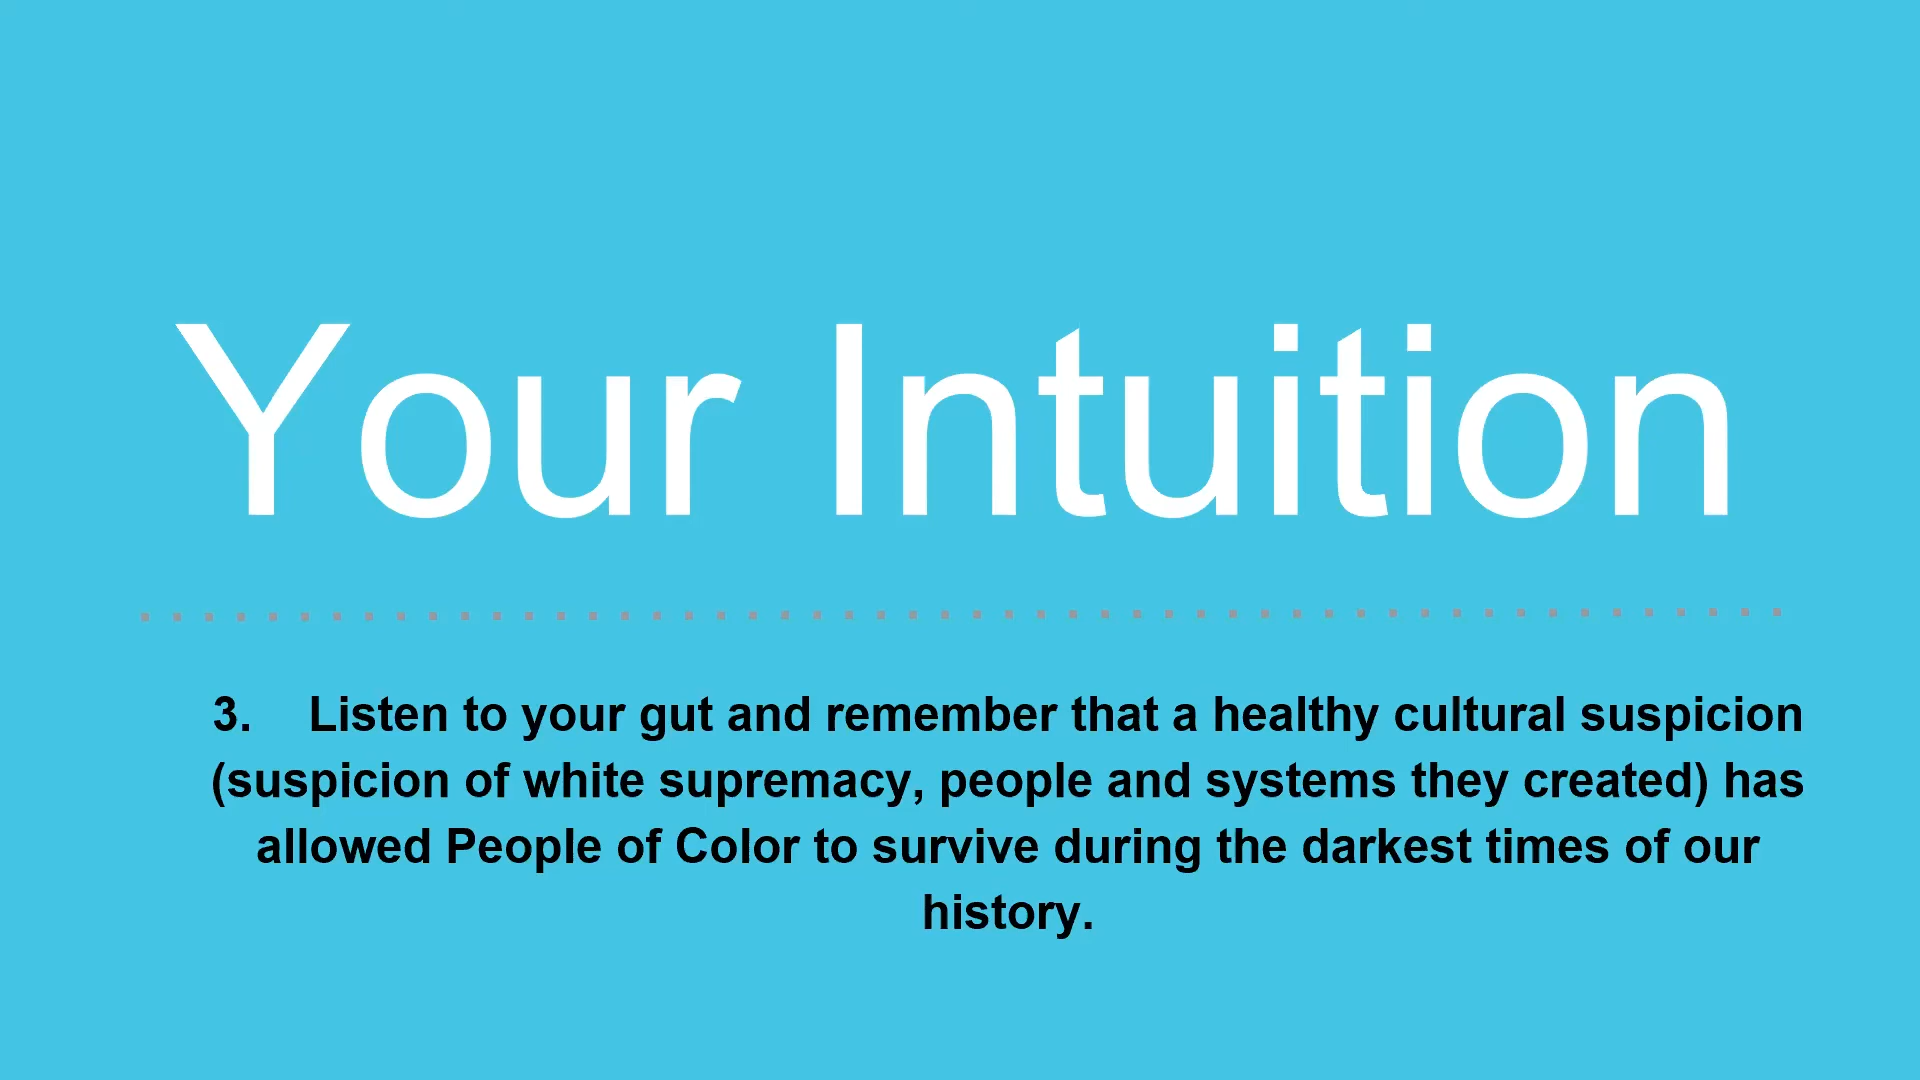 Your Intuition
3. Listen to your gut and remember that a healthy cultural suspicion
(suspicion of white supremacy, people and systems they created) has
allowed People of Color to survive during the darkest times of our
history.